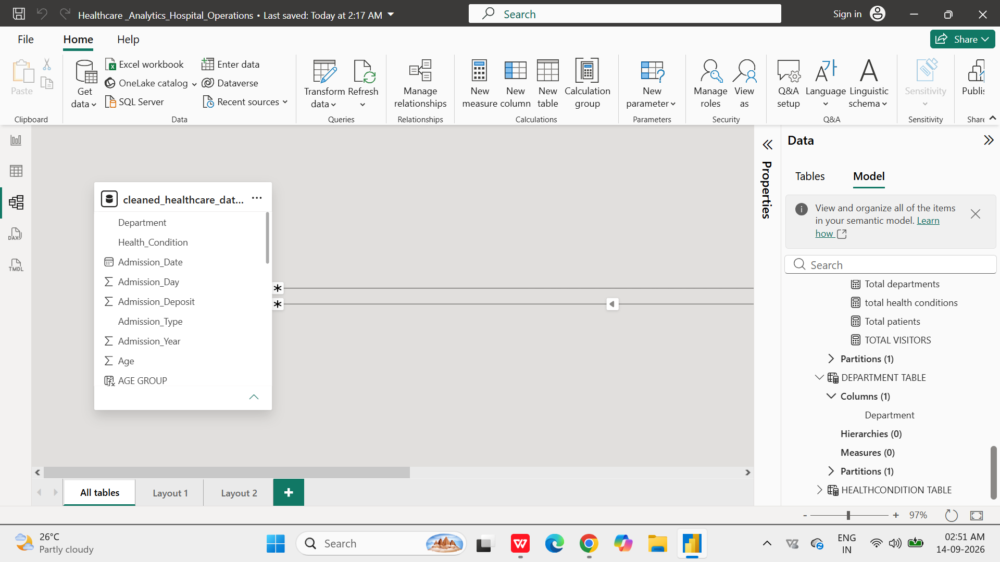 Healthcare _Analytics_Hospital_Operations • Last saved: Today at 2:17 AM
Search
Sign in
File
Home
Help
Share
Paste
Clipboard
Get data
Excel workbook
OneLake catalog
SQL Server
Enter data
Dataverse
Recent sources
Data
Transform data
Refresh
Queries
Manage relationships
Relationships
New measure
New column
New table
Calculation group
Calculations
New parameter
Parameters
Manage roles
View as
Security
Q&A setup
Language
Linguistic schema
Q&A
Sensitivity
Sensitivity
Publis
Share
DAX
TMDL
cleaned_healthcare_dat...
Department
Health_Condition
Admission_Date
Admission_Day
Admission_Deposit
Admission_Type
Admission_Year
Age
AGE GROUP
Properties
Data
Tables
Model
View and organize all of the items
in your semantic model. Learn
how
Search
Total departments
total health conditions
Total patients
TOTAL VISITORS
Partitions (1)
DEPARTMENT TABLE
Columns (1)
Department
Hierarchies (0)
Measures (0)
Partitions (1)
HEALTHCONDITION TABLE
All tables
Layout 1
Layout 2
+
- + 97%
26°C
Partly cloudy
Search
ENG
IN
02:51 AM
14-09-2026